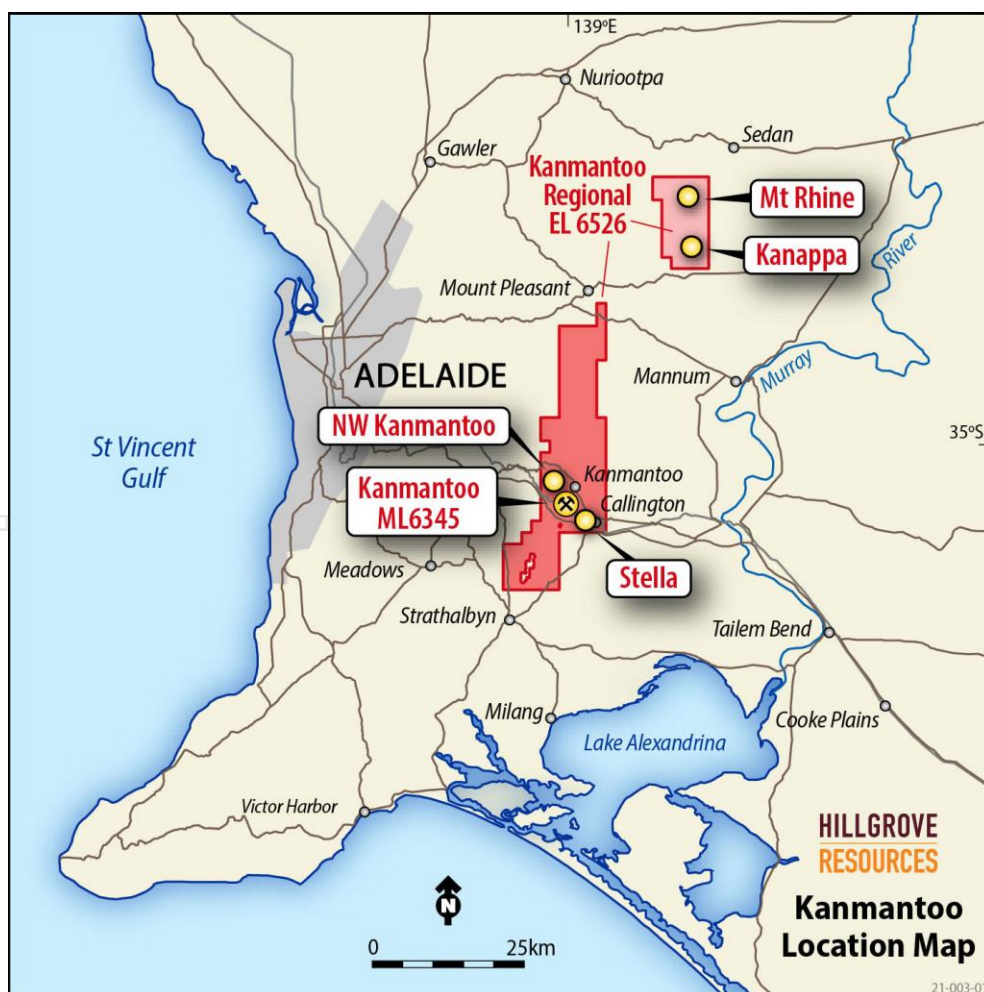 139ºE
Nuriootpa
Sedan
Gawler
Kanmantoo
Regional
EL 6526
Mt Rhine
Kanappa
River
Mount Pleasant
Mannum
Murray
ADELAIDE
NW Kanmantoo
35ºS
St Vincent
Gulf
Kanmantoo
Kanmantoo
ML6345
Callington
Meadows
Stella
Strathalbyn
Tailem Bend
Milang
Lake Alexandrina
Cooke Plains
Victor Harbor
HILLGROVE
RESOURCES
N
Kanmantoo
Location Map
0 25km